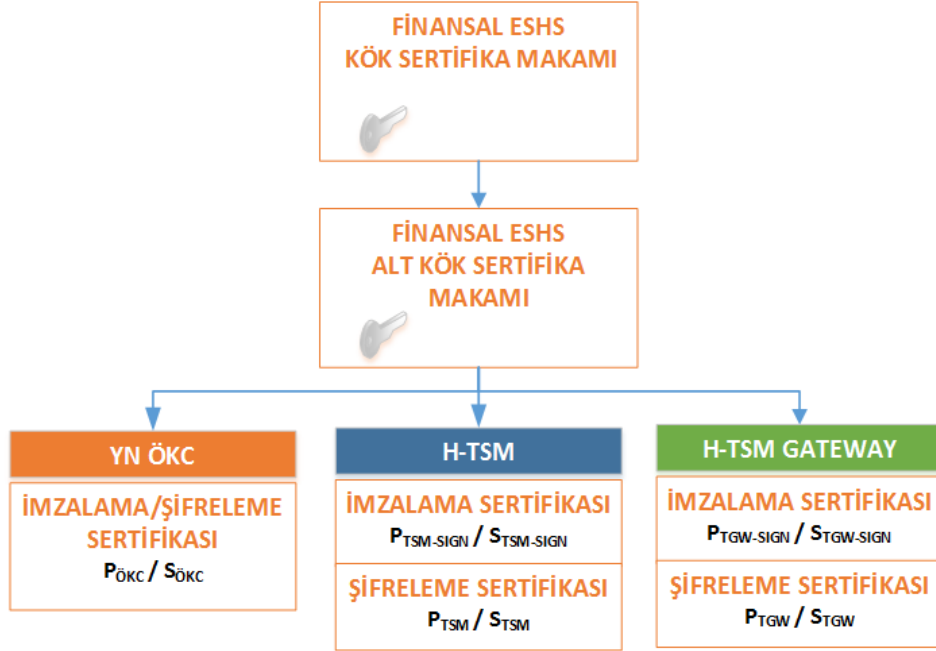 FİNANSAL ESHS
KÖK SERTİFİKA MAKAMI
FİNANSAL ESHS
ALT KÖK SERTİFİKA
MAKAMI
YN ÖKC
İMZALAMA/ŞİFRELEME
SERTİFİKASI
PÖKC / SÖKC
H-TSM
İMZALAMA SERTİFİKASI
PTSM-SIGN / STSM-SIGN
ŞİFRELEME SERTİFİKASI
PTSM / STSM
H-TSM GATEWAY
İMZALAMA SERTİFİKASI
PTGW-SIGN / STGW-SIGN
ŞİFRELEME SERTİFİKASI
PTGW / STGW